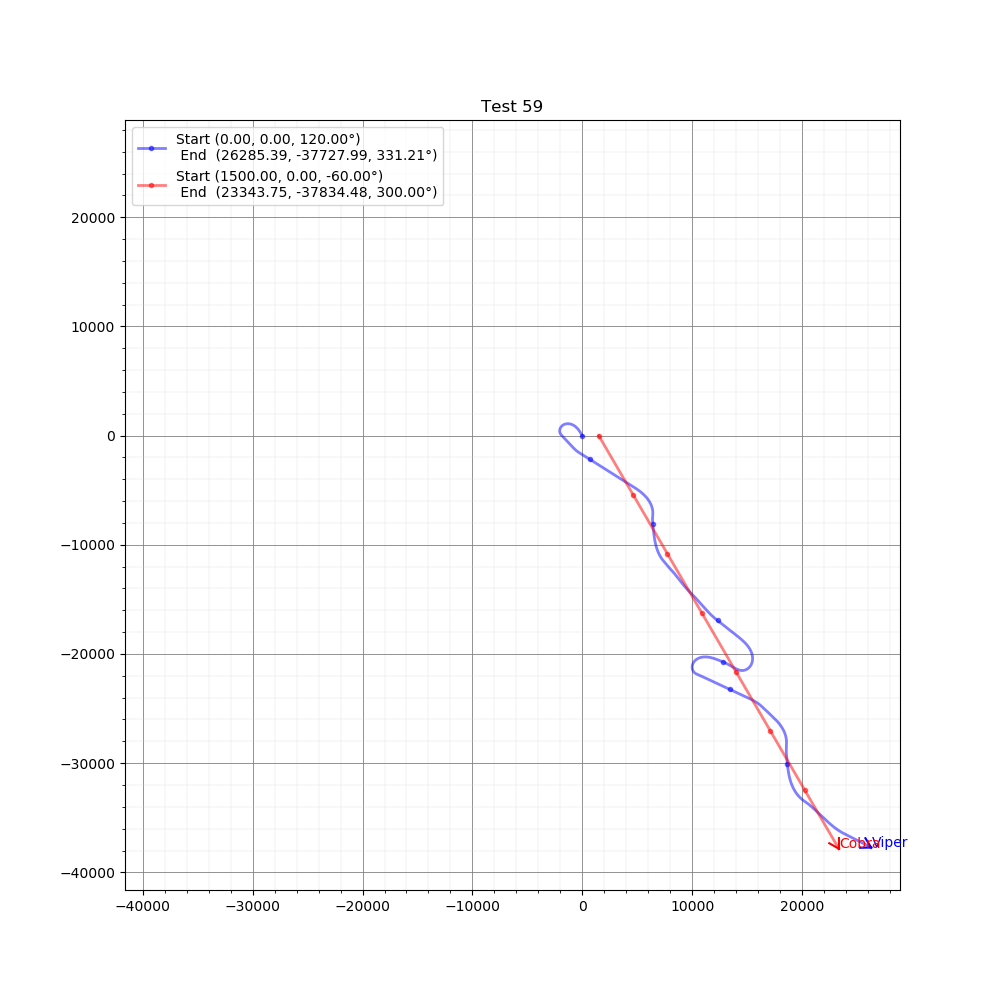 Test 59
Start (0.00, 0.00, 120.00°)
End (26285.39, -37727.99, 331.21°)
Start (1500.00, 0.00, -60.00°)
End (23343.75, -37834.48, 300.00°)
20000
10000
0
−10000
−20000
−30000
−40000
Cobra
Viper
−40000 −30000 −20000 −10000 0 10000 20000